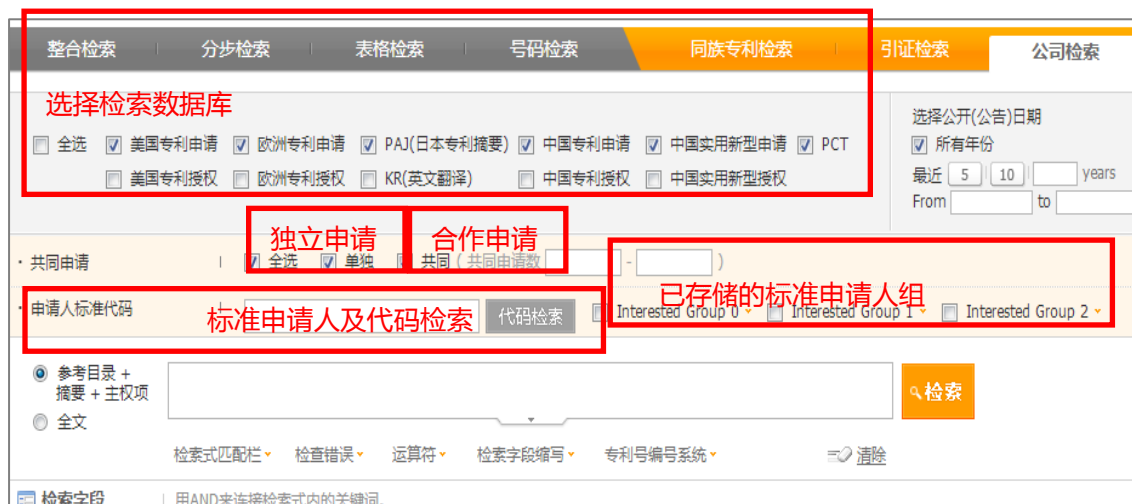 整合检索 分步检索 表格检索 号码检索 同族专利检索 引证检索 公司检索
选择检索数据库
选择公开(公告)日期
全选 美国专利申请 欧洲专利申请 PAJ(日本专利摘要) 中国专利申请 中国实用新型申请 PCT
所有年份
美国专利授权 欧洲专利授权 KR(英文翻译) 中国专利授权 中国实用新型授权
最近 5 10 years
From to
独立申请 合作申请
· 共同申请 全选 单独 共同 ( 共同申请数 - )
已存储的标准申请人组
· 申请人标准代码 标准申请人及代码检索 代码检索 Interested Group 0 Interested Group 1 Interested Group 2
参考目录 +
摘要 + 主权项
检索
全文
检索式匹配栏 检查错误 运算符 检索字段缩写 专利号编号系统 清除
检索字段 用AND来连接检索式内的关键词。